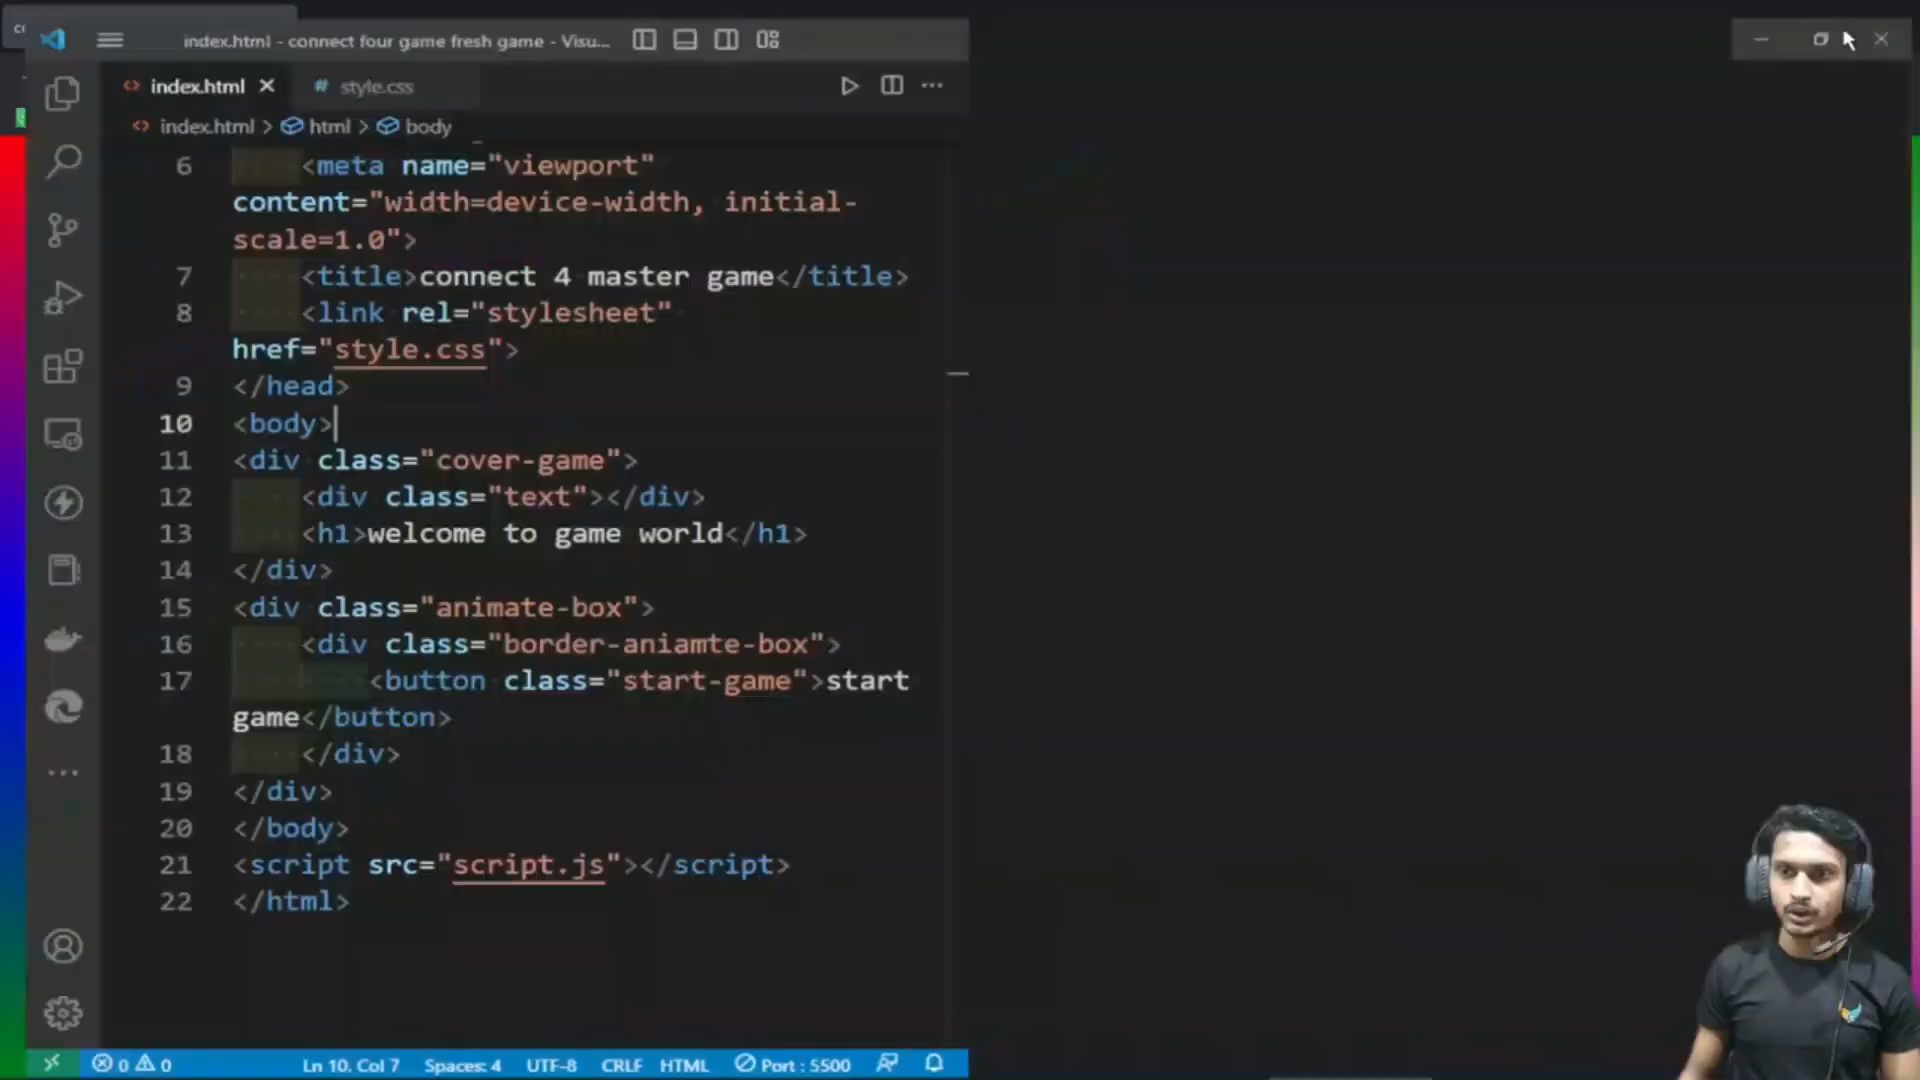 index.html - connect four game fresh game - Visu...
index.html
# style.css
index.html > html > body
6 <meta name="viewport"
content="width=device-width, initial-
scale=1.0">
7 <title>connect 4 master game</title>
8 <link rel="stylesheet"
href="style.css">
9 </head>
10 <body>
11 <div class="cover-game">
12 <div class="text"></div>
13 <h1>welcome to game world</h1>
14 </div>
15 <div class="animate-box">
16 <div class="border-aniamte-box">
17 <button class="start-game">start
game</button>
18 </div>
19 </div>
20 </body>
21 <script src="script.js"></script>
22 </html>
0 0 Ln 10, Col 7 Spaces: 4 UTF-8 CRLF HTML Port : 5500